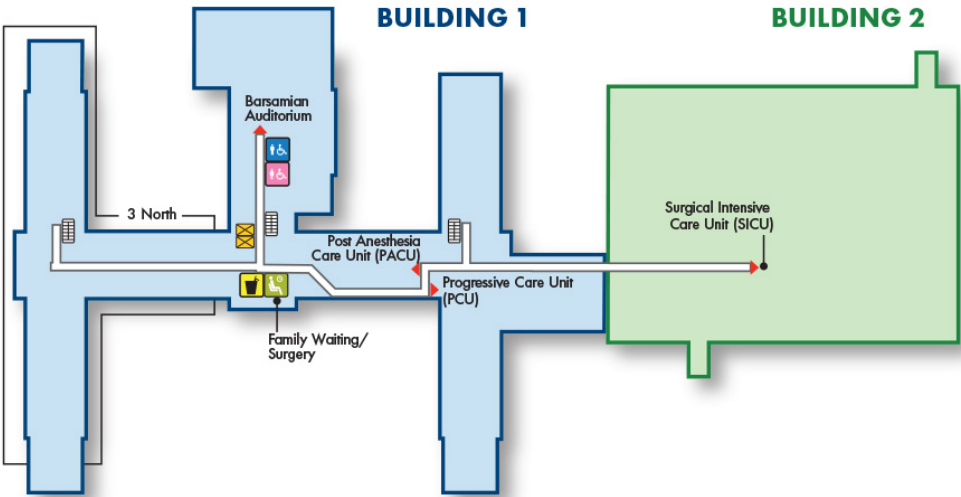 BUILDING 1
BUILDING 2
Barsamian
Auditorium
3 North
Post Anesthesia
Care Unit (PACU)
Surgical Intensive
Care Unit (SICU)
Progressive Care Unit
(PCU)
Family Waiting/
Surgery